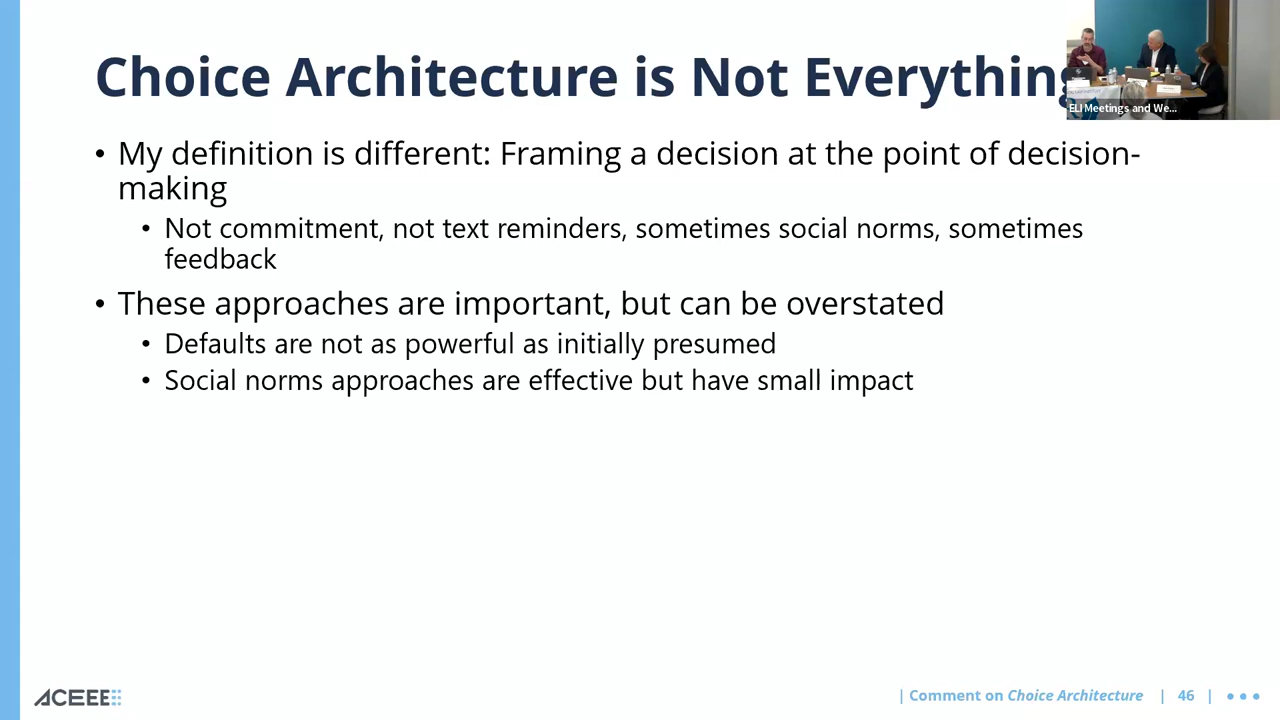 Choice Architecture is Not Everything
ELI Meetings and We...
• My definition is different: Framing a decision at the point of decision-
making
• Not commitment, not text reminders, sometimes social norms, sometimes
feedback
• These approaches are important, but can be overstated
• Defaults are not as powerful as initially presumed
• Social norms approaches are effective but have small impact
ACEEE
| Comment on Choice Architecture | 46 |